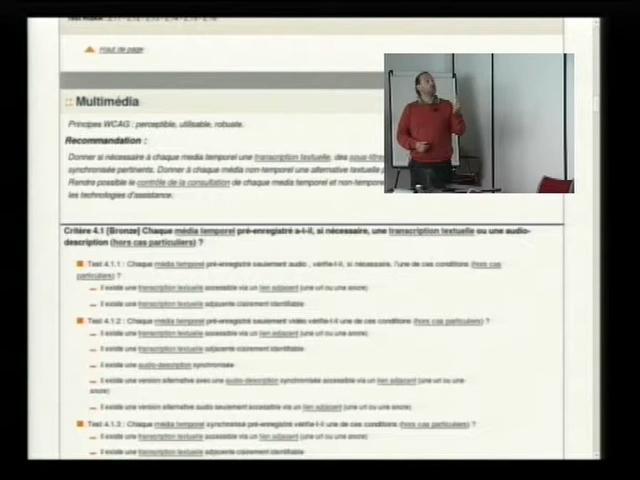 Haut de page
:: Multimédia
Principes WCAG : perceptible, utilisable, robuste.
Recommandation :
Donner si nécessaire à chaque media temporel une transcription textuelle, des sous-titres
synchronisée pertinents. Donner à chaque média non-temporel une alternative textuelle
Rendre possible le contrôle de la consultation de chaque media temporel et non-temporel
les technologies d'assistance.
Critère 4.1 [Bronze] Chaque média temporel pré-enregistré a-t-il, si nécessaire, une transcription textuelle ou une audio-
description (hors cas particuliers) ?
Test 4.1.1 : Chaque média temporel pré-enregistré seulement audio , vérifie-t-il, si nécessaire, l'une de ces conditions (hors cas
particuliers) ?
Il existe une transcription textuelle accessible via un lien adjacent (une url ou une ancre)
Il existe une transcription textuelle adjacente clairement identifiable
Test 4.1.2 : Chaque média temporel pré-enregistré seulement vidéo vérifie-t-il une de ces conditions (hors cas particuliers) ?
Il existe une transcription textuelle accessible via un lien adjacent (une url ou une ancre)
Il existe une transcription textuelle adjacente clairement identifiable
Il existe une audio-description synchronisée
Il existe une version alternative avec une audio-description synchronisée accessible via un lien adjacent (une url ou une
ancre)
Il existe une version alternative audio seulement accessible via un lien adjacent (une url ou une ancre)
Test 4.1.3 : Chaque média temporel synchronisé pré-enregistré vérifie-t-il une de ces conditions (hors cas particuliers) ?
Il existe une transcription textuelle accessible via un lien adjacent (une url ou une ancre)
Il existe une transcription textuelle adjacente clairement identifiable